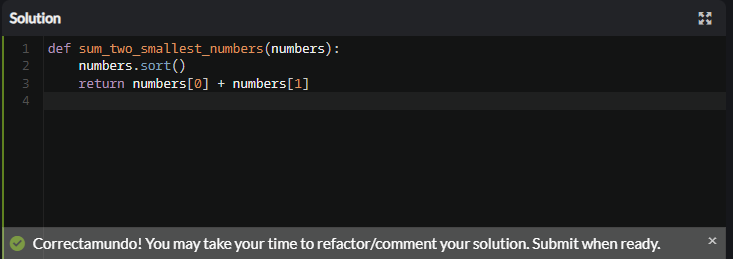 Solution
1 def sum_two_smallest_numbers(numbers):
2     numbers.sort()
3     return numbers[0] + numbers[1]
4
Correctamundo! You may take your time to refactor/comment your solution. Submit when ready. ×